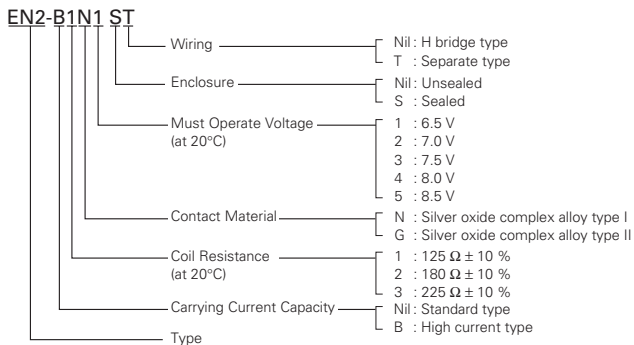 EN2-B1N1 ST
Wiring
Nil : H bridge type
T : Separate type
Enclosure
Nil : Unsealed
S : Sealed
Must Operate Voltage
(at 20°C)
1 : 6.5 V
2 : 7.0 V
3 : 7.5 V
4 : 8.0 V
5 : 8.5 V
Contact Material
N : Silver oxide complex alloy type I
G : Silver oxide complex alloy type II
Coil Resistance
(at 20°C)
1 : 125 Ω ± 10 %
2 : 180 Ω ± 10 %
3 : 225 Ω ± 10 %
Carrying Current Capacity
Nil : Standard type
B : High current type
Type